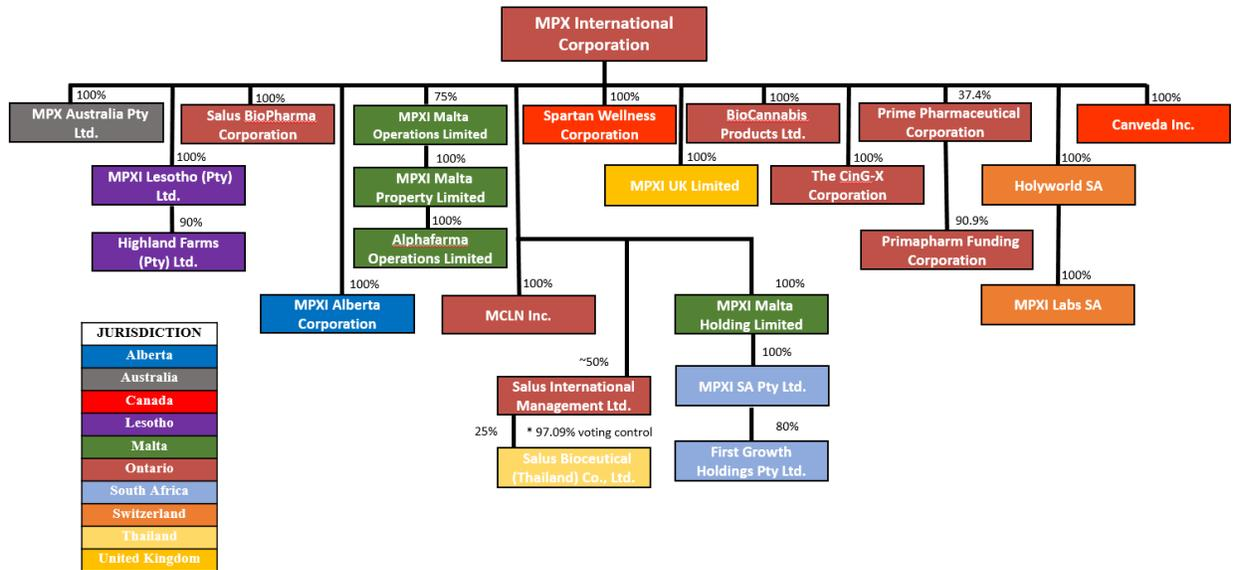 MPX International
Corporation
100%
MPX Australia Pty
Ltd.
100%
Salus BioPharma
Corporation
75%
MPXI Malta
Operations Limited
100%
Spartan Wellness
Corporation
100%
BioCannabis
Products Ltd.
37.4%
Prime Pharmaceutical
Corporation
100%
Canveda Inc.
100%
MPXI Lesotho (Pty)
Ltd.
100%
MPXI Malta
Property Limited
100%
MPXI UK Limited
100%
The CinG-X
Corporation
100%
Holyworld SA
90%
Highland Farms
(Pty) Ltd.
100%
Alphafarma
Operations Limited
90.9%
Primapharm Funding
Corporation
100%
MPXI Alberta
Corporation
100%
MCLN Inc.
100%
MPXI Malta
Holding Limited
100%
MPXI Labs SA
~50%
Salus International
Management Ltd.
100%
MPXI SA Pty Ltd.
25%
* 97.09% voting control
Salus Bioceutical
(Thailand) Co., Ltd.
80%
First Growth
Holdings Pty Ltd.
JURISDICTION
Alberta
Australia
Canada
Lesotho
Malta
Ontario
South Africa
Switzerland
Thailand
United Kingdom